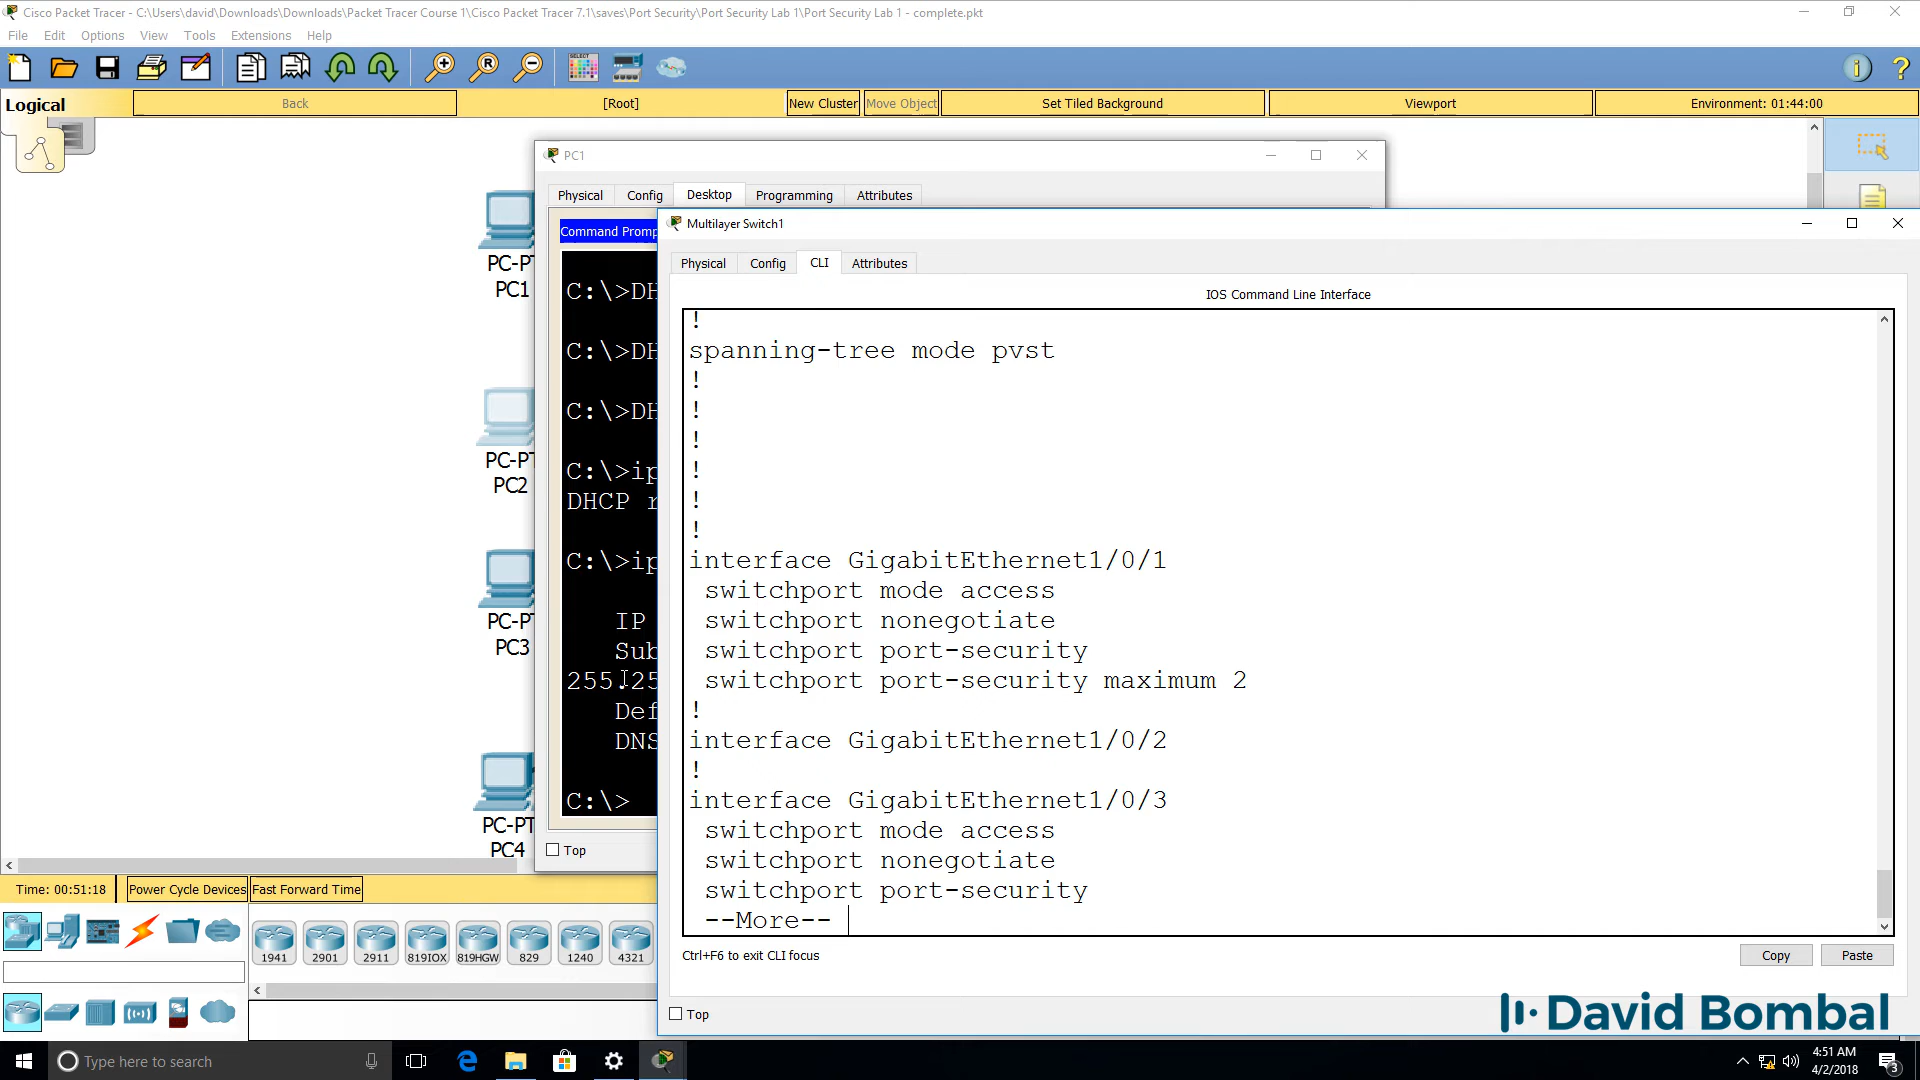 Cisco Packet Tracer - C:\Users\david\Downloads\Downloads\Packet Tracer Course 1\Cisco Packet Tracer 7.1\saves\Port Security\Port Security Lab 1\Port Security Lab 1 - complete.pkt
File Edit Options View Tools Extensions Help
Logical Back [Root] New Cluster Move Object Set Tiled Background Viewport Environment: 01:44:00
PC1
Physical Config Desktop Programming Attributes
Command Promp
C:\>DH
C:\>DH
C:\>DH
C:\>ip
DHCP r
C:\>ip
IP
Sub
255.25
Def
DNS
C:\>
Top
PC-PT
PC1
PC-PT
PC2
PC-PT
PC3
PC-PT
PC4
Multilayer Switch1
Physical Config CLI Attributes
IOS Command Line Interface
!
spanning-tree mode pvst
!
!
!
!
!
!
interface GigabitEthernet1/0/1
switchport mode access
switchport nonegotiate
switchport port-security
switchport port-security maximum 2
!
interface GigabitEthernet1/0/2
!
interface GigabitEthernet1/0/3
switchport mode access
switchport nonegotiate
switchport port-security
--More--
Ctrl+F6 to exit CLI focus
Copy Paste
Top
Time: 00:51:18 Power Cycle Devices Fast Forward Time
1941 2901 2911 819IOX 819HGW 829 1240 4321
David Bombal
Type here to search
4:51 AM
4/2/2018
3